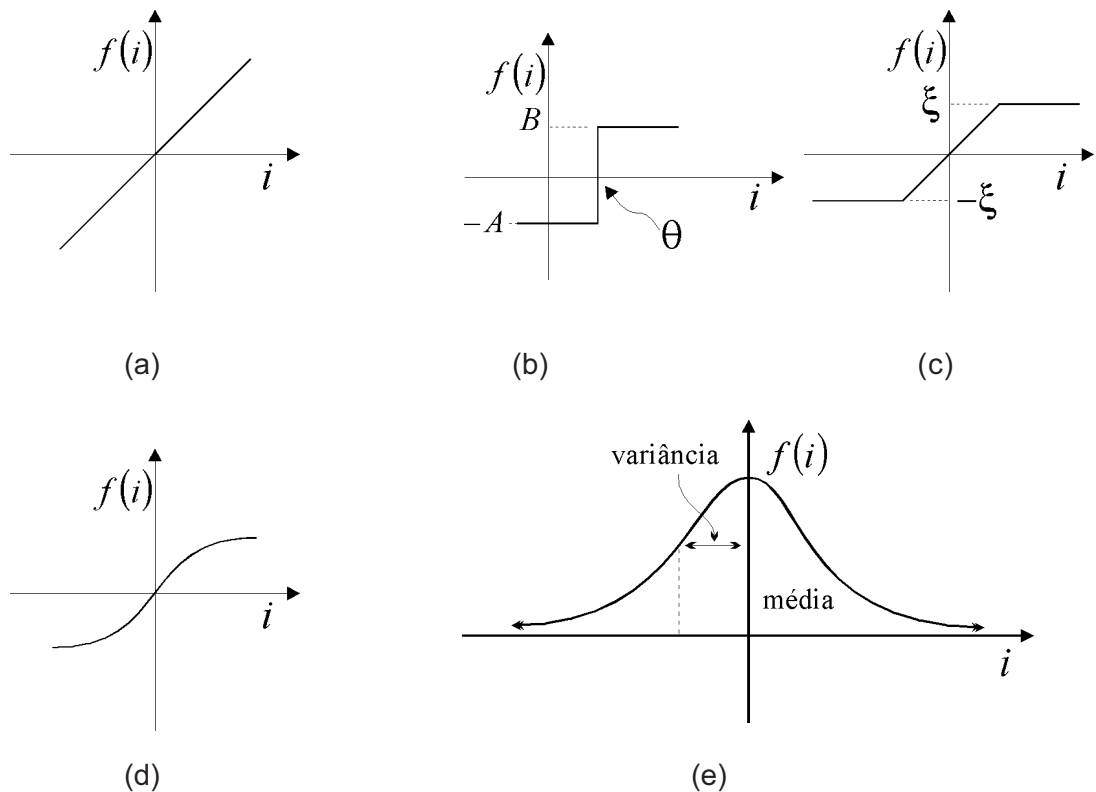 f(i)
i
(a)
f(i)
B
i
–A
θ
(b)
f(i)
ξ
i
–ξ
(c)
f(i)
i
(d)
variância
f(i)
média
i
(e)